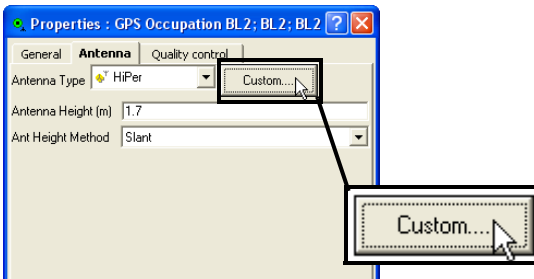 Properties : GPS Occupation BL2; BL2; BL2
General Antenna Quality control
Antenna Type HiPer Custom....
Antenna Height (m) 1.7
Ant Height Method Slant
Custom....